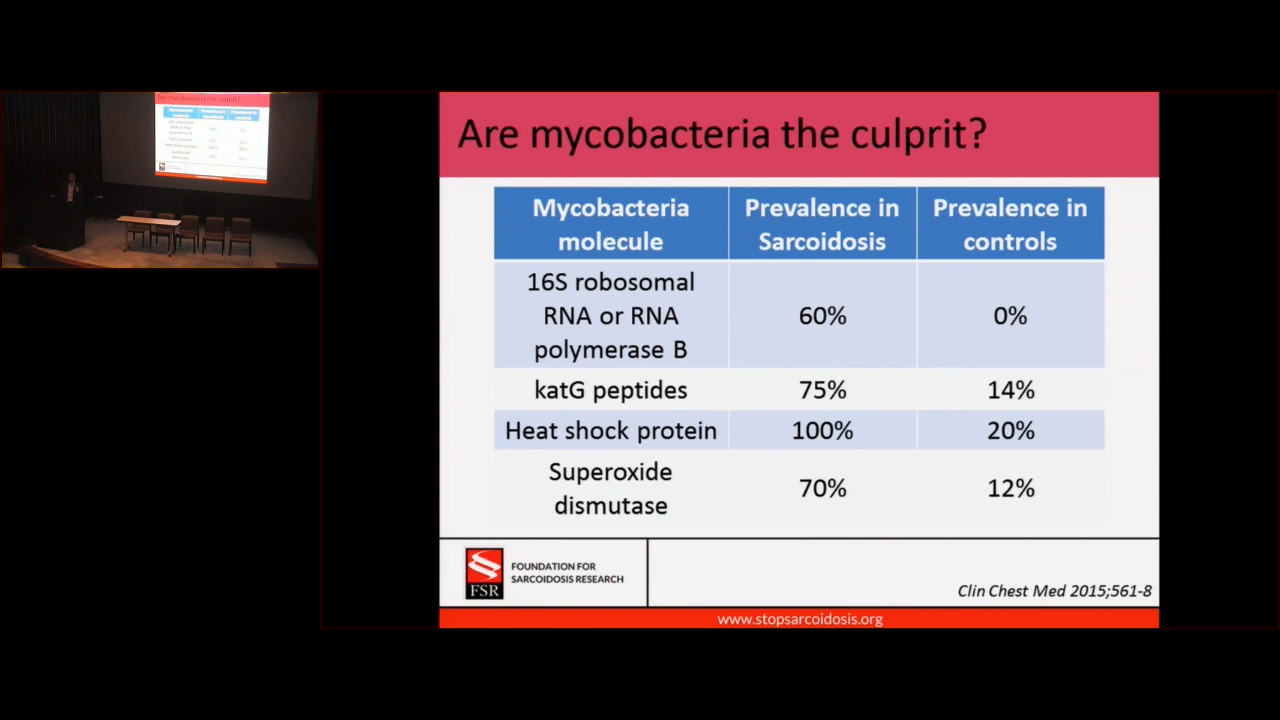 Are mycobacteria the culprit?
Mycobacteria
molecule
Prevalence in
Sarcoidosis
Prevalence in
controls
16S robosomal
RNA or RNA
polymerase B
60%
0%
katG peptides
75%
14%
Heat shock protein
100%
20%
Superoxide
dismutase
70%
12%
FSR
FOUNDATION FOR
SARCOIDOSIS RESEARCH
Clin Chest Med 2015;561-8
www.stopsarcoidosis.org